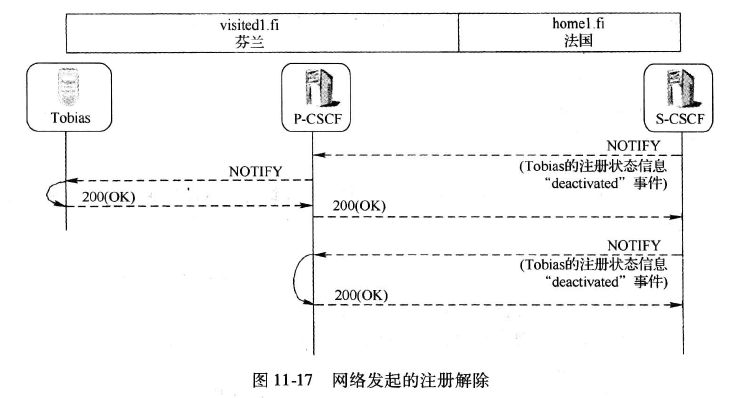 visited1.fi
芬兰
home1.fi
法国
Tobias
P-CSCF
S-CSCF
NOTIFY
(Tobias的注册状态信息
“deactivated”事件)
NOTIFY
200(OK)
200(OK)
NOTIFY
(Tobias的注册状态信息
“deactivated”事件)
200(OK)
图 11-17 网络发起的注册解除